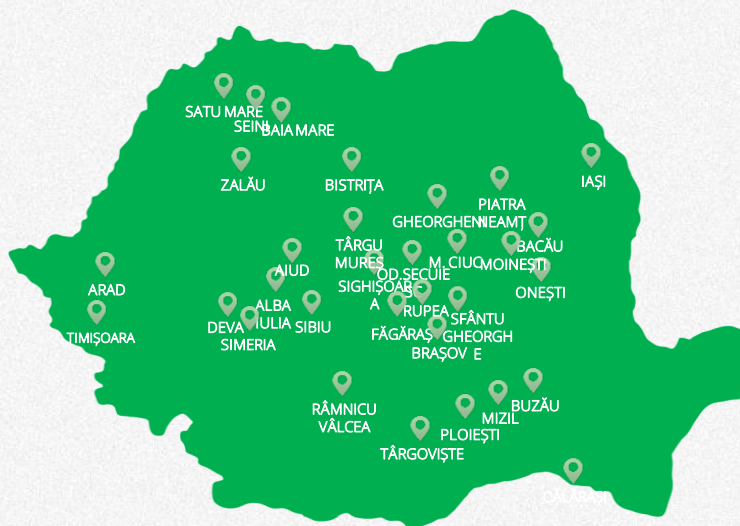 SATU MARE
SEINI
BAIA MARE
ZALĂU
BISTRIȚA
IAȘI
PIATRA
NEAMȚ
GHEORGHENI
TÂRGU
MUREȘ
BACĂU
M. CIUC
MOINEȘTI
AIUD
OD.SECUIE
S
SIGHIȘOAR
A
ARAD
ONEȘTI
ALBA
IULIA
RUPEA
DEVA
SIBIU
SFÂNTU
GHEORGH
E
TIMIȘOARA
SIMERIA
FĂGĂRAȘ
BRAȘOV
RÂMNICU
VÂLCEA
BUZĂU
MIZIL
PLOIEȘTI
TÂRGOVIȘTE
CĂLĂRAȘI